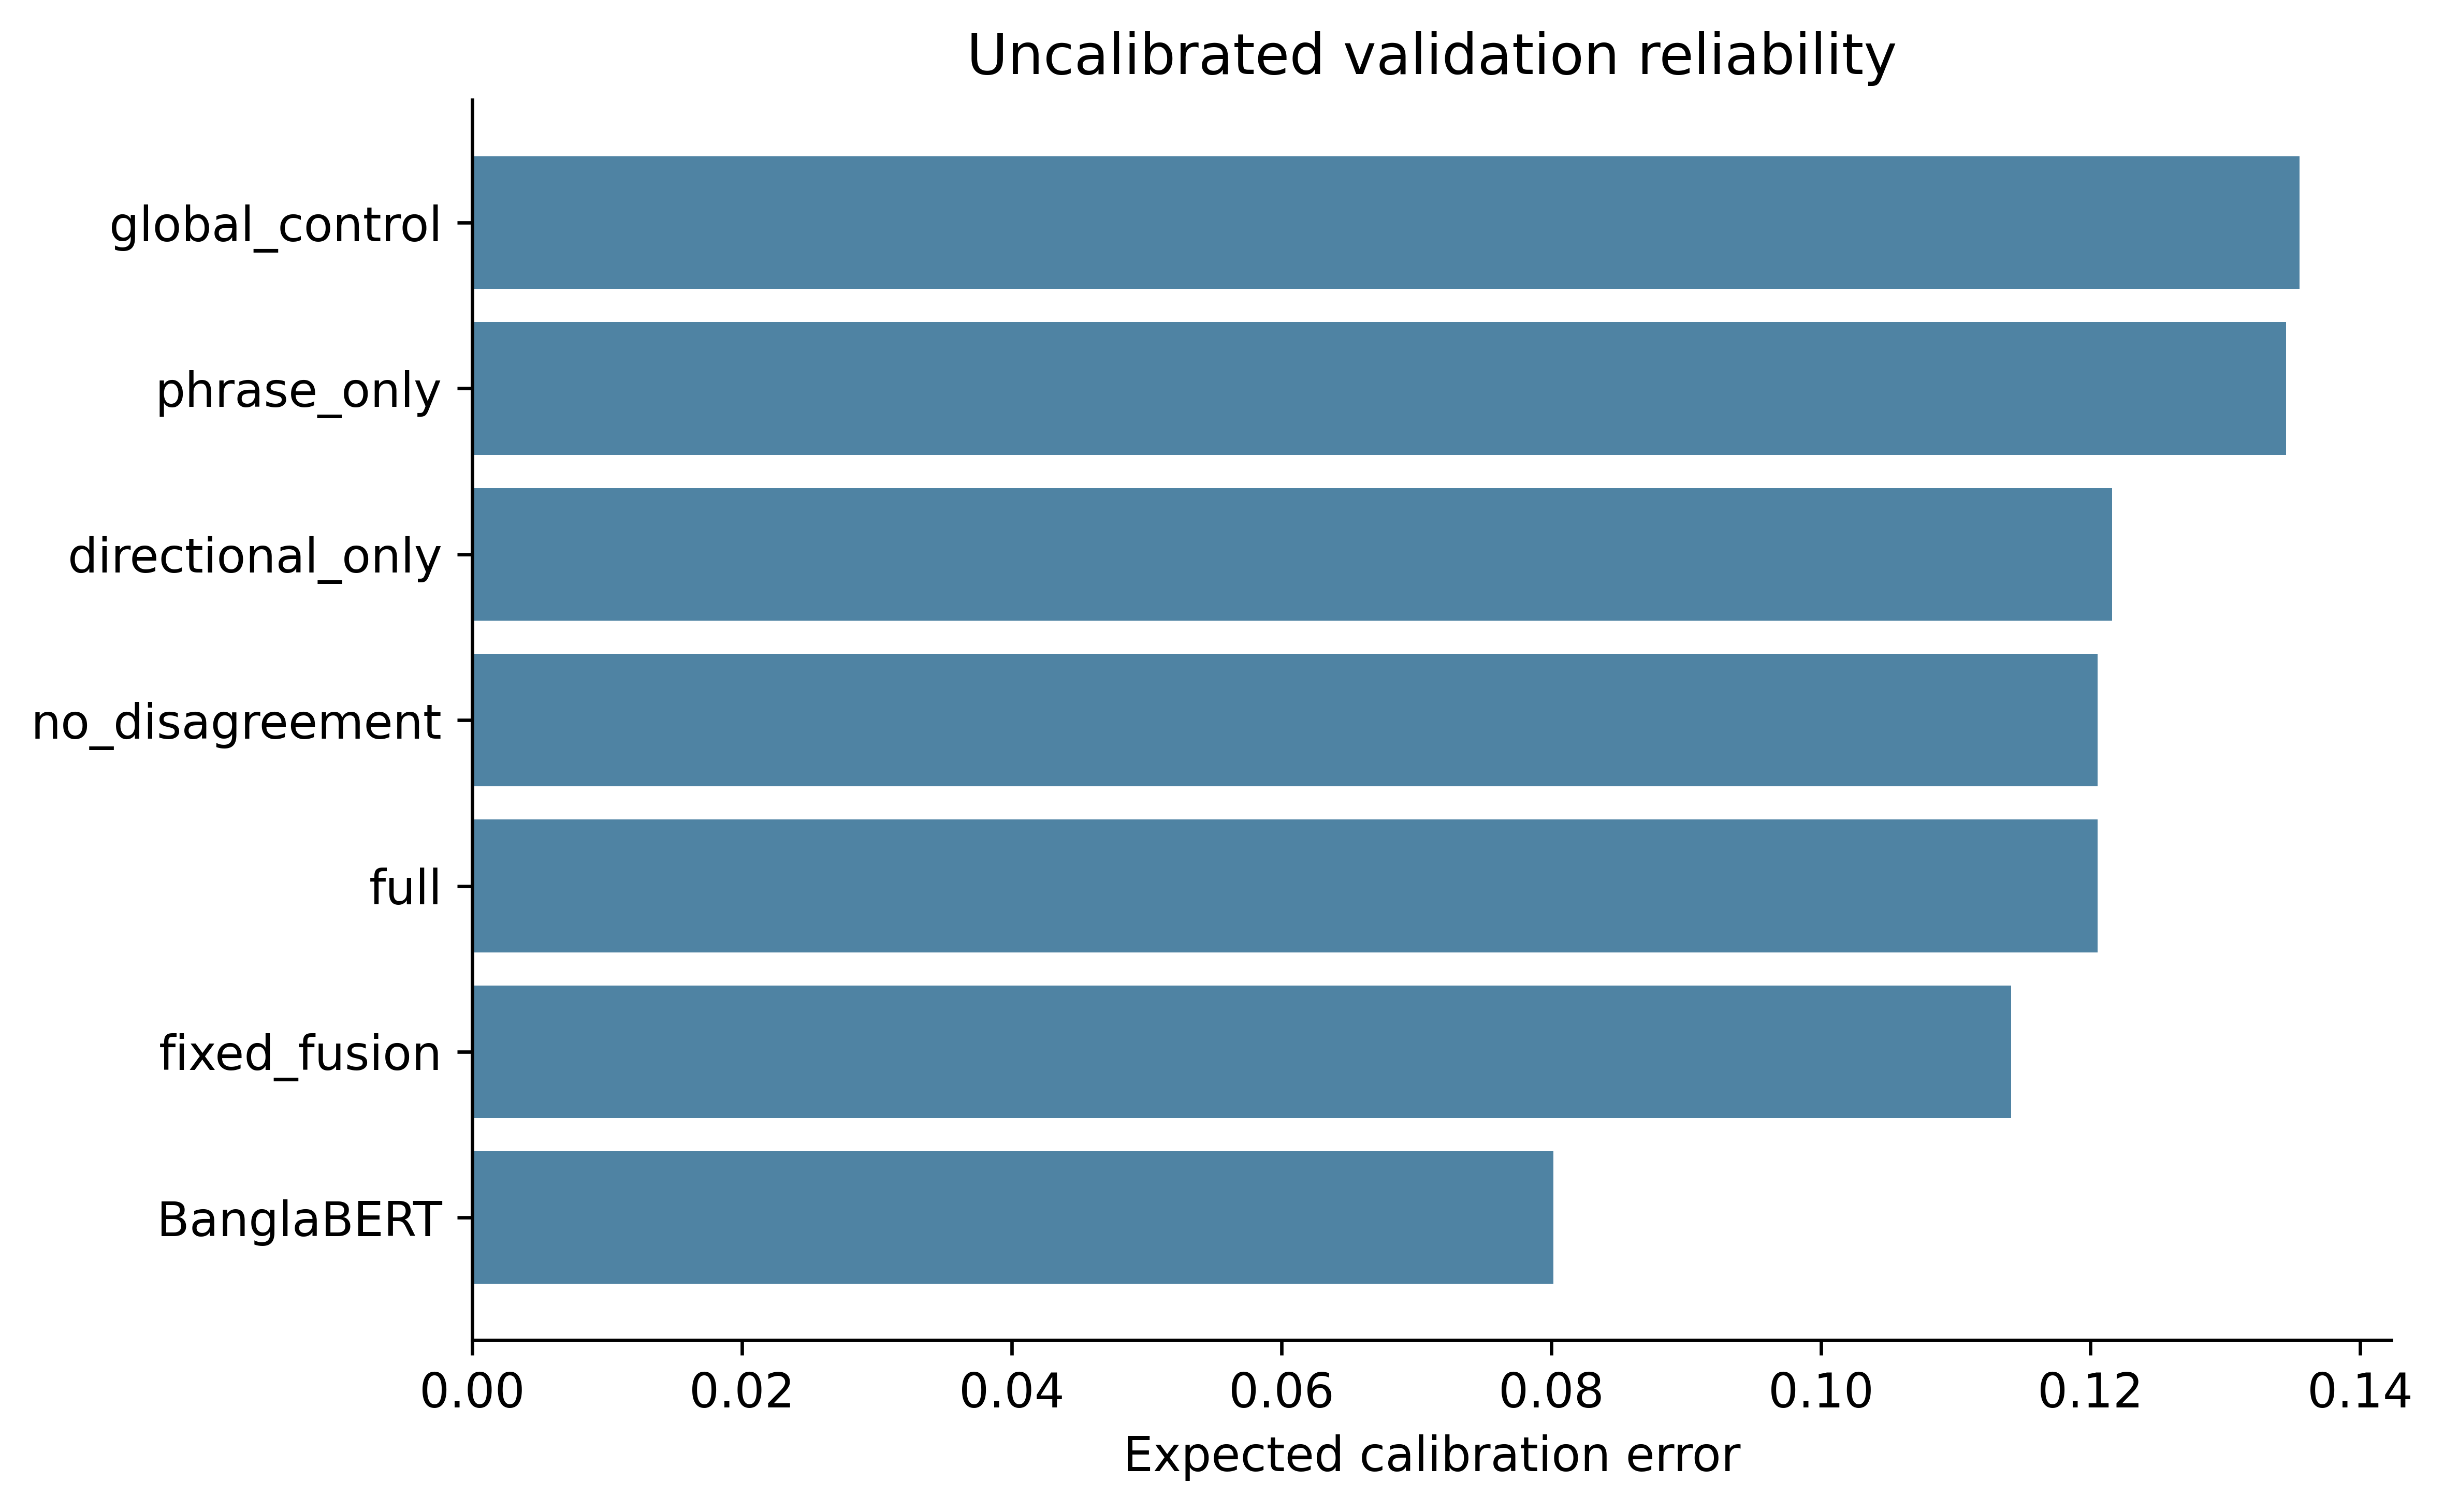 Uncalibrated validation reliability
global_control
phrase_only
directional_only
no_disagreement
full
fixed_fusion
BanglaBERT
0.00 0.02 0.04 0.06 0.08 0.10 0.12 0.14
Expected calibration error